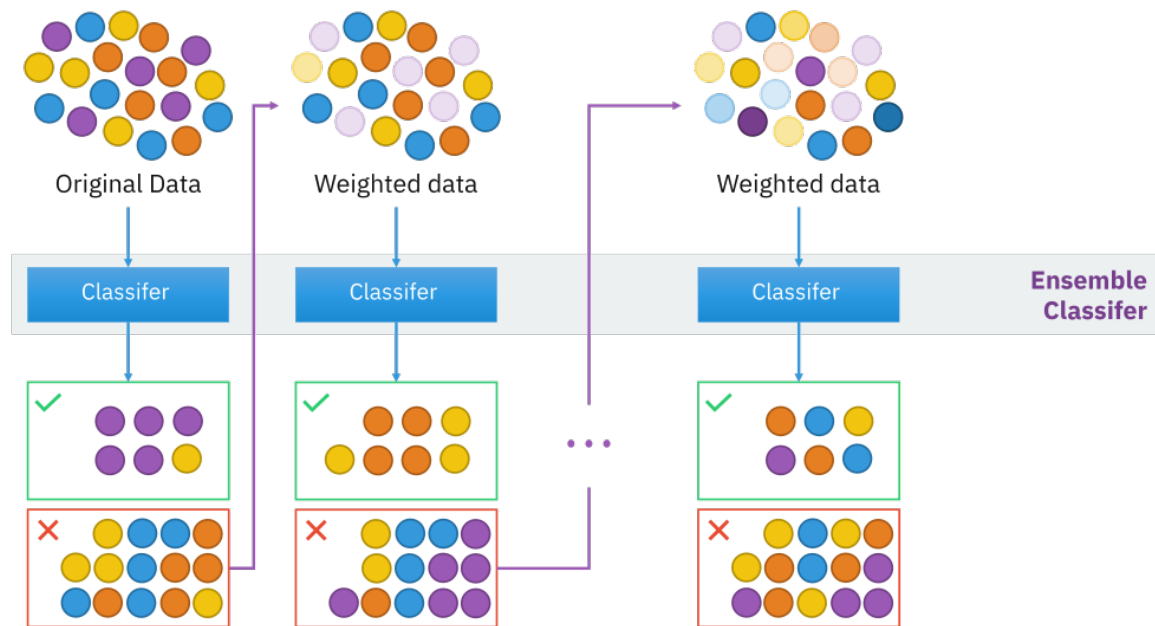 Original Data
Weighted data
Weighted data
Classifer
Classifer
Classifer
Ensemble
Classifer